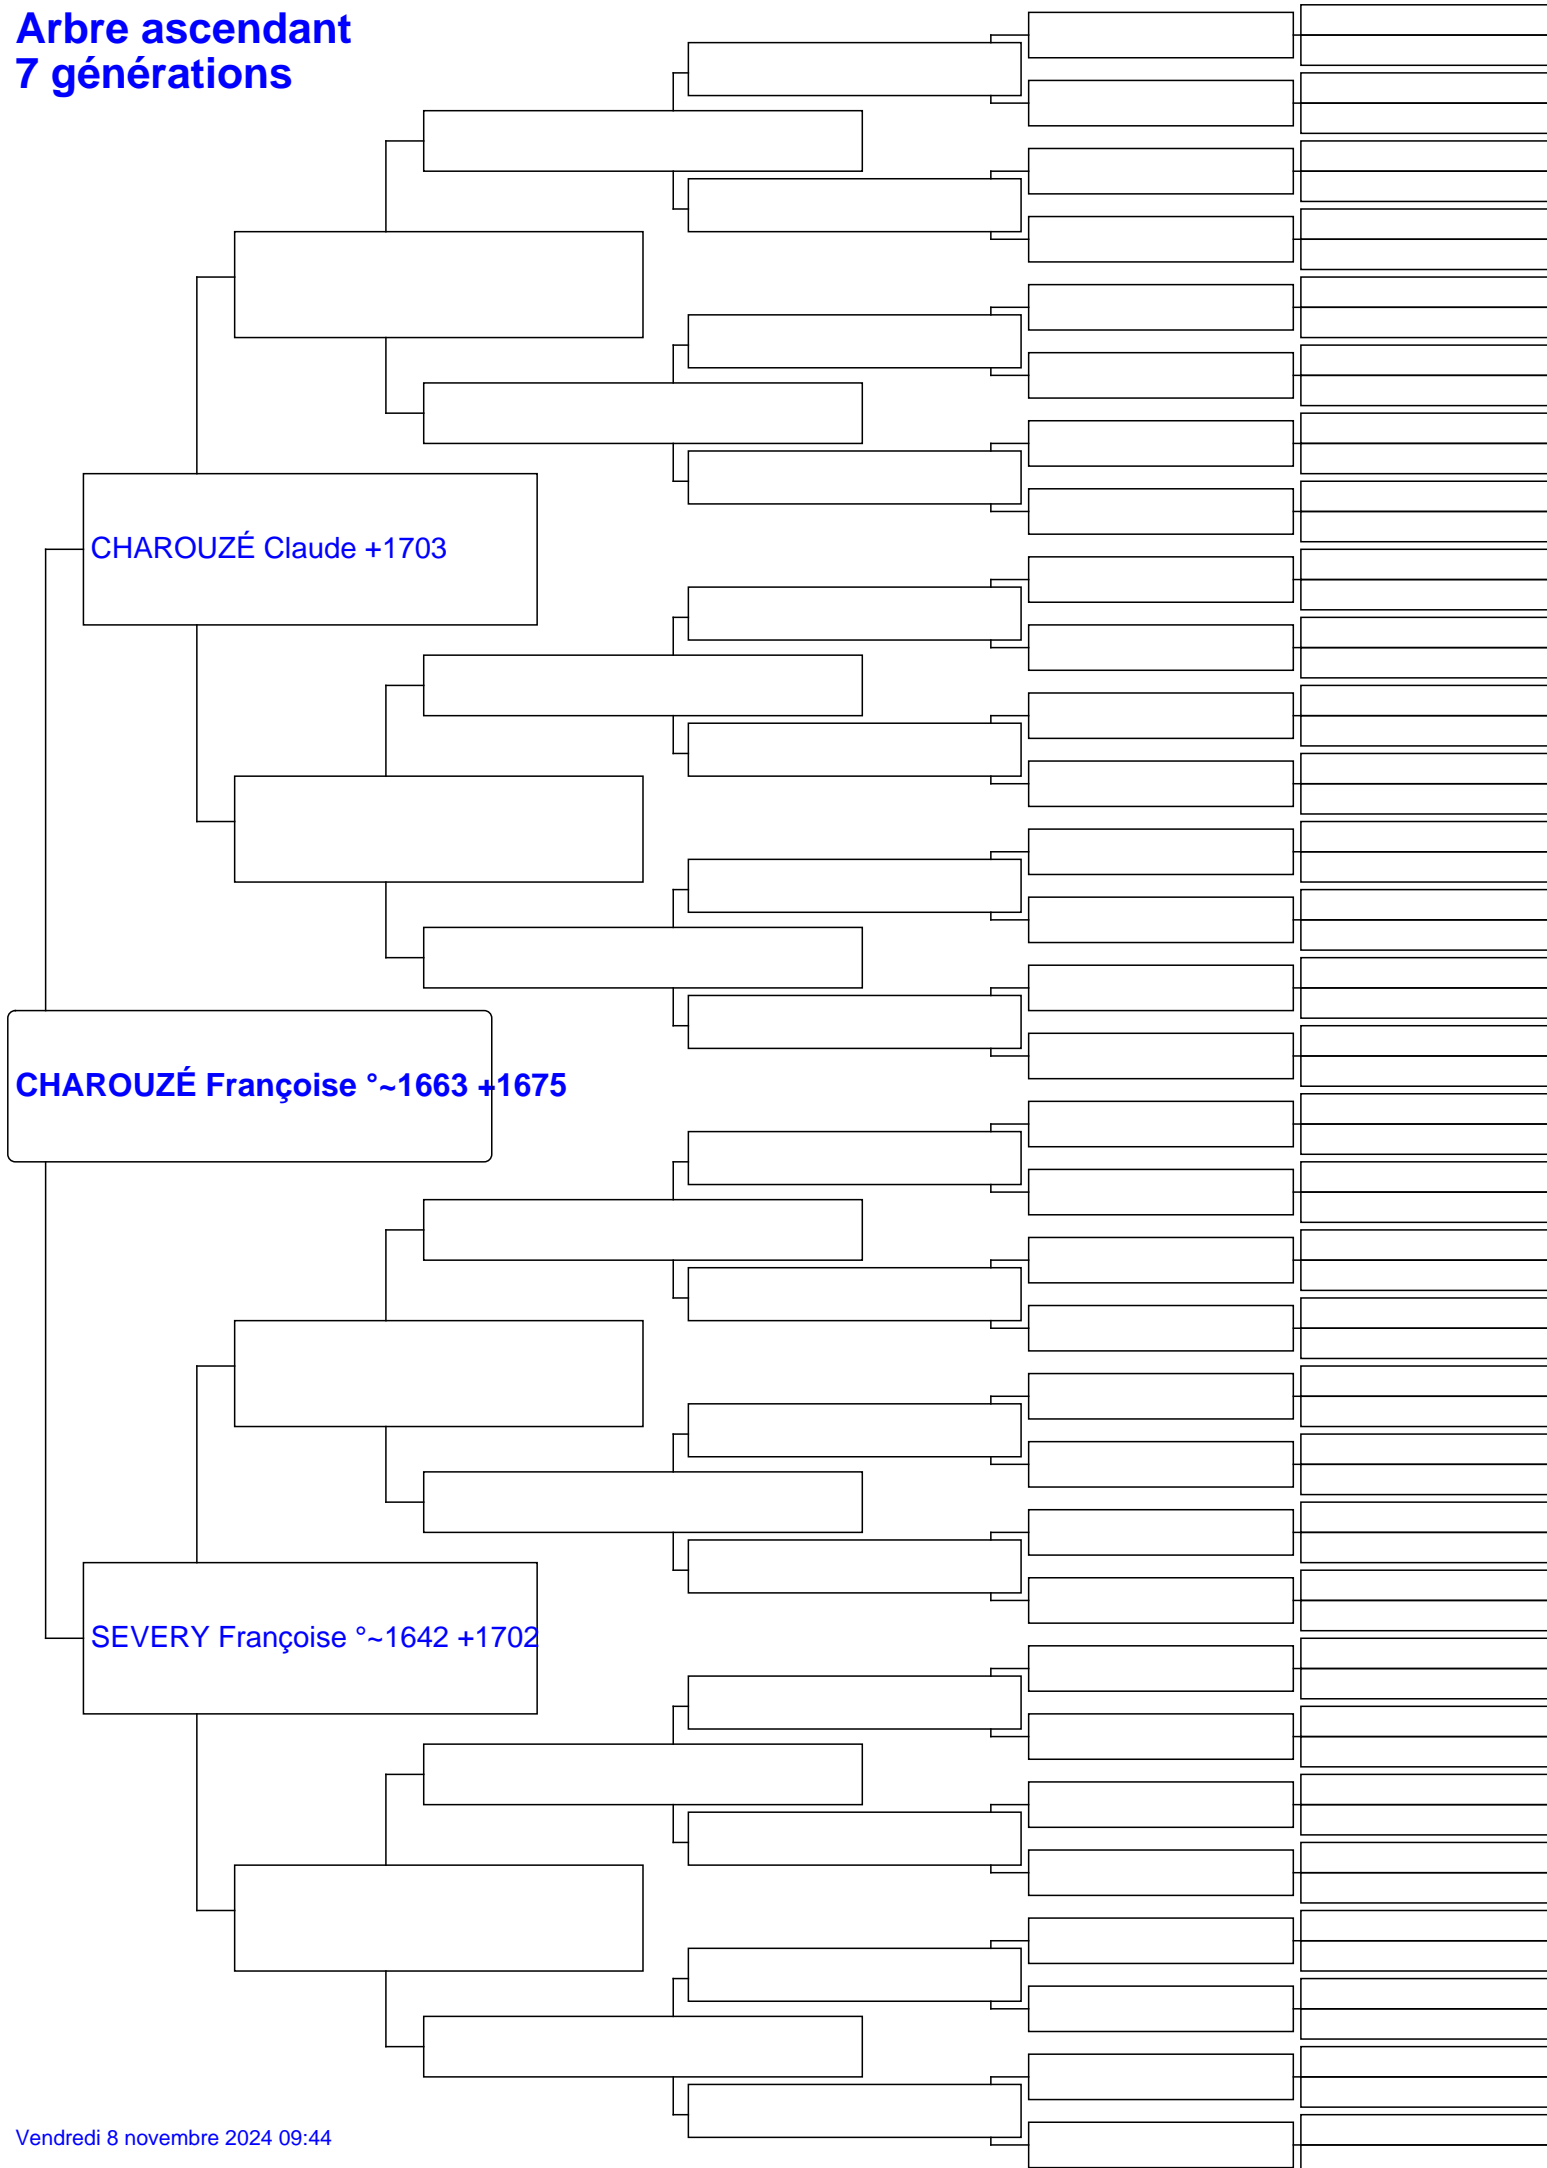 Arbre ascendant
7 générations
CHAROUZÉ Claude +1703
CHAROUZÉ Françoise °~1663 +1675
SEVERY Françoise °~1642 +1702
Vendredi 8 novembre 2024 09:44